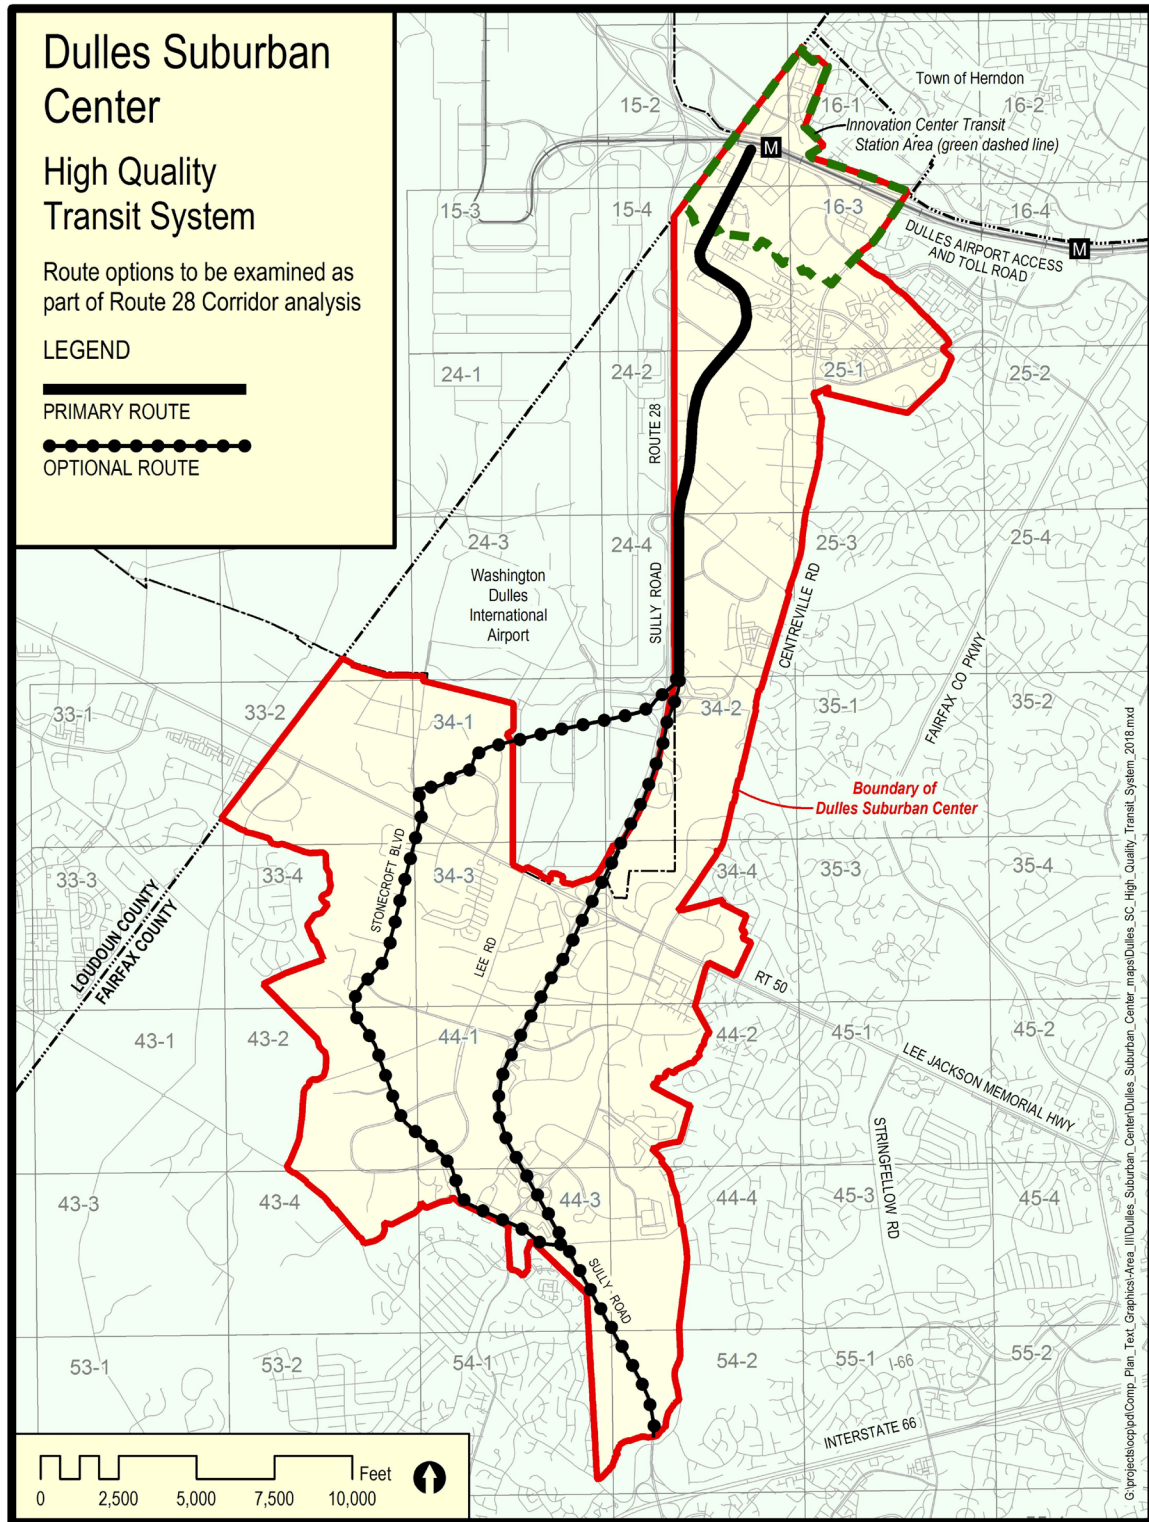 Dulles Suburban
Center
High Quality
Transit System
Route options to be examined as
part of Route 28 Corridor analysis
LEGEND
PRIMARY ROUTE
OPTIONAL ROUTE
Town of Herndon
15-2
16-1
16-2
Innovation Center Transit
Station Area (green dashed line)
M
15-3
15-4
16-3
16-4
DULLES AIRPORT ACCESS
AND TOLL ROAD
M
24-1
24-2
25-1
25-2
ROUTE 28
24-3
24-4
25-3
25-4
Washington
Dulles
International
Airport
SULLY ROAD
CENTREVILLE RD
FAIRFAX CO PKWY
33-1
33-2
34-1
34-2
35-1
35-2
Boundary of
Dulles Suburban Center
STONECROFT BLVD
33-3
33-4
34-3
34-4
35-3
35-4
LOUDOUN COUNTY
FAIRFAX COUNTY
LEE RD
RT 50
43-1
43-2
44-1
44-2
45-1
45-2
LEE JACKSON MEMORIAL HWY
STRINGFELLOW RD
43-3
43-4
44-3
44-4
45-3
45-4
SULLY ROAD
53-1
53-2
54-1
54-2
55-1
I-66
55-2
INTERSTATE 66
Feet
0
2,500
5,000
7,500
10,000
G:\projects\ocp\pd\Comp_Plan_Text_Graphics\-Area_III\Dulles_Suburban_Center\Dulles_Suburban_Center_maps\Dulles_SC_High_Quality_Transit_System_2018.mxd